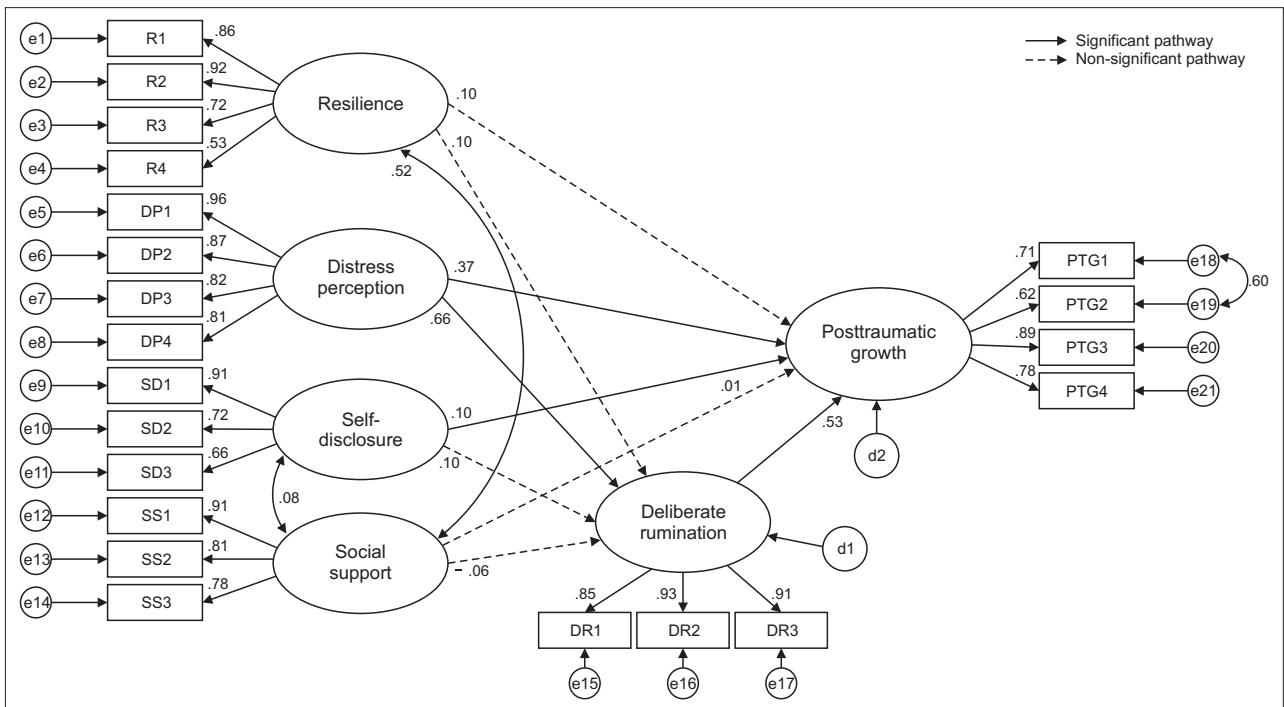 e1
R1
.86
e2
R2
.92
e3
R3
.72
e4
R4
.53
Resilience
.10
.10
.52
Significant pathway
Non-significant pathway
e5
DP1
.96
e6
DP2
.87
e7
DP3
.82
e8
DP4
.81
Distress
perception
.37
.66
e9
SD1
.91
e10
SD2
.72
e11
SD3
.66
Self-
disclosure
.10
.10
.08
e12
SS1
.91
e13
SS2
.81
e14
SS3
.78
Social
support
.01
– .06
Posttraumatic
growth
.53
d2
.71
PTG1
e18
.62
PTG2
e19
.60
.89
PTG3
e20
.78
PTG4
e21
Deliberate
rumination
d1
.85
.93
.91
DR1
DR2
DR3
e15
e16
e17